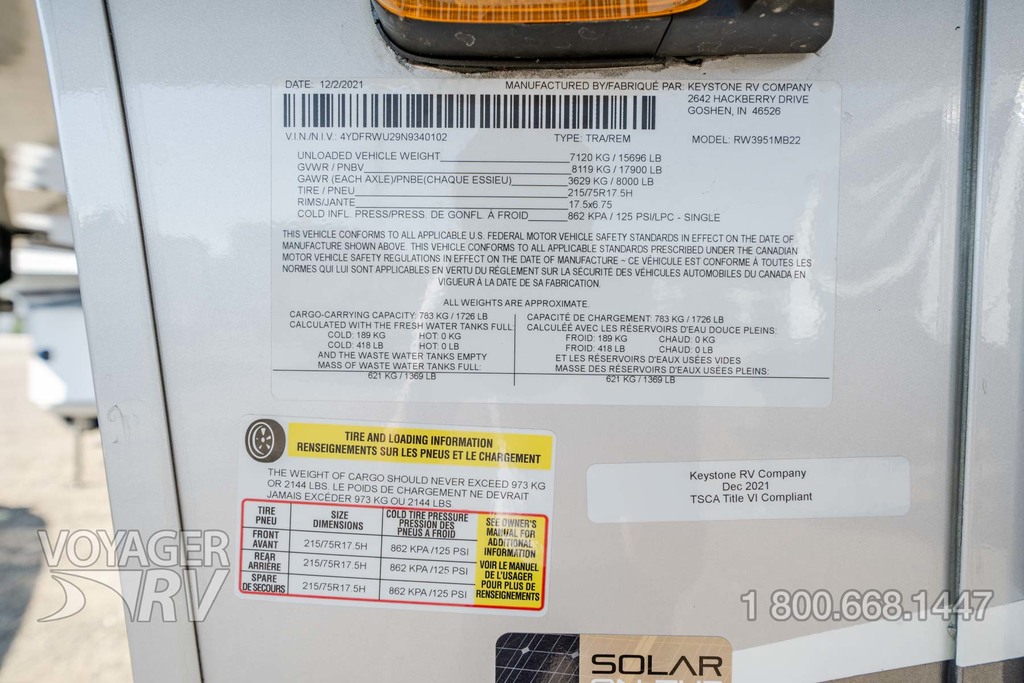 DATE: 12/2/2021 MANUFACTURED BY/FABRIQUÉ PAR: KEYSTONE RV COMPANY
2642 HACKBERRY DRIVE
GOSHEN, IN 46526
V.I.N./N.I.V.: 4YDFRWU29N9340102 TYPE: TRA/REM MODEL: RW3951MB22
UNLOADED VEHICLE WEIGHT 7120 KG / 15696 LB
GVWR / PNBV 8119 KG / 17900 LB
GAWR (EACH AXLE)/PNBE(CHAQUE ESSIEU) 3629 KG / 8000 LB
TIRE / PNEU 215/75R17.5H
RIMS/JANTE 17.5x6.75
COLD INFL. PRESS/PRESS. DE GONFL. À FROID 862 KPA / 125 PSI/LPC - SINGLE
THIS VEHICLE CONFORMS TO ALL APPLICABLE U.S. FEDERAL MOTOR VEHICLE SAFETY STANDARDS IN EFFECT ON THE DATE OF
MANUFACTURE SHOWN ABOVE. THIS VEHICLE CONFORMS TO ALL APPLICABLE STANDARDS PRESCRIBED UNDER THE CANADIAN
MOTOR VEHICLE SAFETY REGULATIONS IN EFFECT ON THE DATE OF MANUFACTURE ~ CE VÉHICULE EST CONFORME À TOUTES LES
NORMES QUI LUI SONT APPLICABLES EN VERTU DU RÉGLEMENT SUR LA SÉCURITÉ DES VÉHICULES AUTOMOBILES DU CANADA EN
VIGUEUR À LA DATE DE SA FABRICATION.
ALL WEIGHTS ARE APPROXIMATE.
CARGO-CARRYING CAPACITY: 783 KG / 1726 LB
CALCULATED WITH THE FRESH WATER TANKS FULL:
COLD: 189 KG HOT: 0 KG
COLD: 418 LB HOT: 0 LB
AND THE WASTE WATER TANKS EMPTY
MASS OF WASTE WATER TANKS FULL:
621 KG / 1369 LB
CAPACITÉ DE CHARGEMENT: 783 KG / 1726 LB
CALCULÉE AVEC LES RÉSERVOIRS D'EAU DOUCE PLEINS:
FROID: 189 KG CHAUD: 0 KG
FROID: 418 LB CHAUD: 0 LB
ET LES RÉSERVOIRS D'EAUX USÉES VIDES
MASSE DES RÉSERVOIRS D'EAUX USÉES PLEINS:
621 KG / 1369 LB
TIRE AND LOADING INFORMATION
RENSEIGNEMENTS SUR LES PNEUS ET LE CHARGEMENT
THE WEIGHT OF CARGO SHOULD NEVER EXCEED 973 KG
OR 2144 LBS. LE POIDS DE CHARGEMENT NE DEVRAIT
JAMAIS EXCÉDER 973 KG OU 2144 LBS.
TIRE SIZE COLD TIRE PRESSURE
PNEU DIMENSIONS PRESSION DES
PNEUS A FROID
FRONT
AVANT 215/75R17.5H 862 KPA /125 PSI
REAR
ARRIÈRE 215/75R17.5H 862 KPA /125 PSI
SPARE
DE SECOURS 215/75R17.5H 862 KPA /125 PSI
SEE OWNER'S
MANUAL FOR
ADDITIONAL
INFORMATION
VOIR LE MANUEL
DE L'USAGER
POUR PLUS DE
RENSEIGNEMENTS
Keystone RV Company
Dec 2021
TSCA Title VI Compliant
VOYAGER
RV
1 800.668.1447
SOLAR